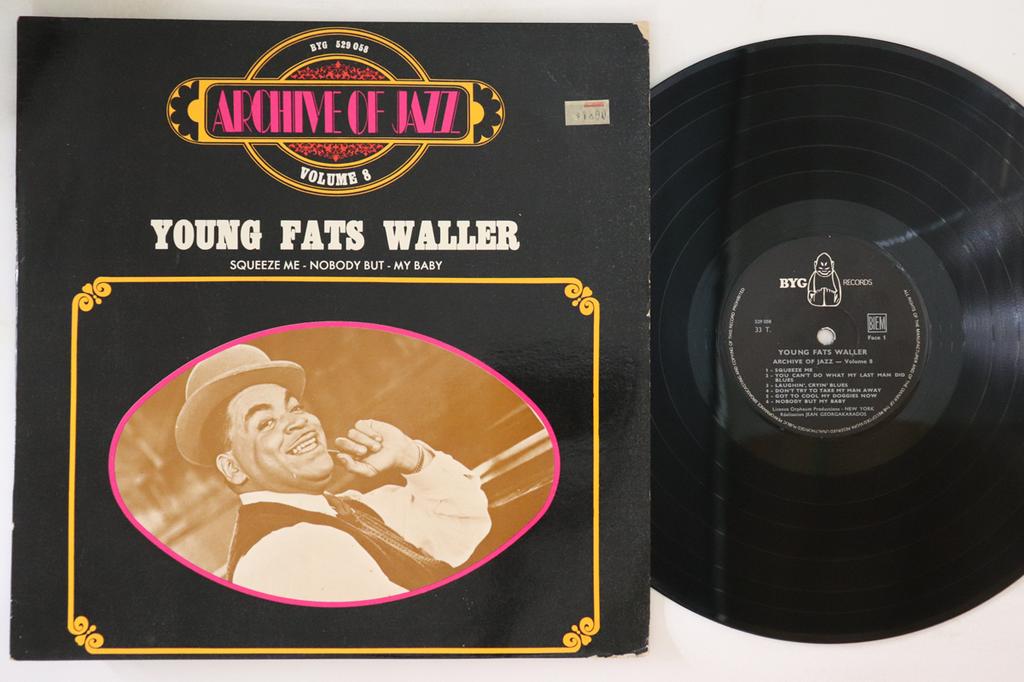 BYG 529 058
ARCHIVE OF JAZZ
VOLUME 8
YOUNG FATS WALLER
SQUEEZE ME - NOBODY BUT - MY BABY
BYG RECORDS
529 058
33 T.
BIEM
Face 1
YOUNG FATS WALLER
ARCHIVE OF JAZZ — Volume 8
1 - SQUEEZE ME
2 - YOU CAN'T DO WHAT MY LAST MAN DID
BLUES
3 - LAUGHIN', CRYIN' BLUES
4 - DON'T TRY TO TAKE MY MAN AWAY
5 - GOT TO COOL MY DOGGIES NOW
6 - NOBODY BUT MY BABY
Licence Orpheum Productions - NEW YORK
Réalisation JEAN GEORGAKARADOS